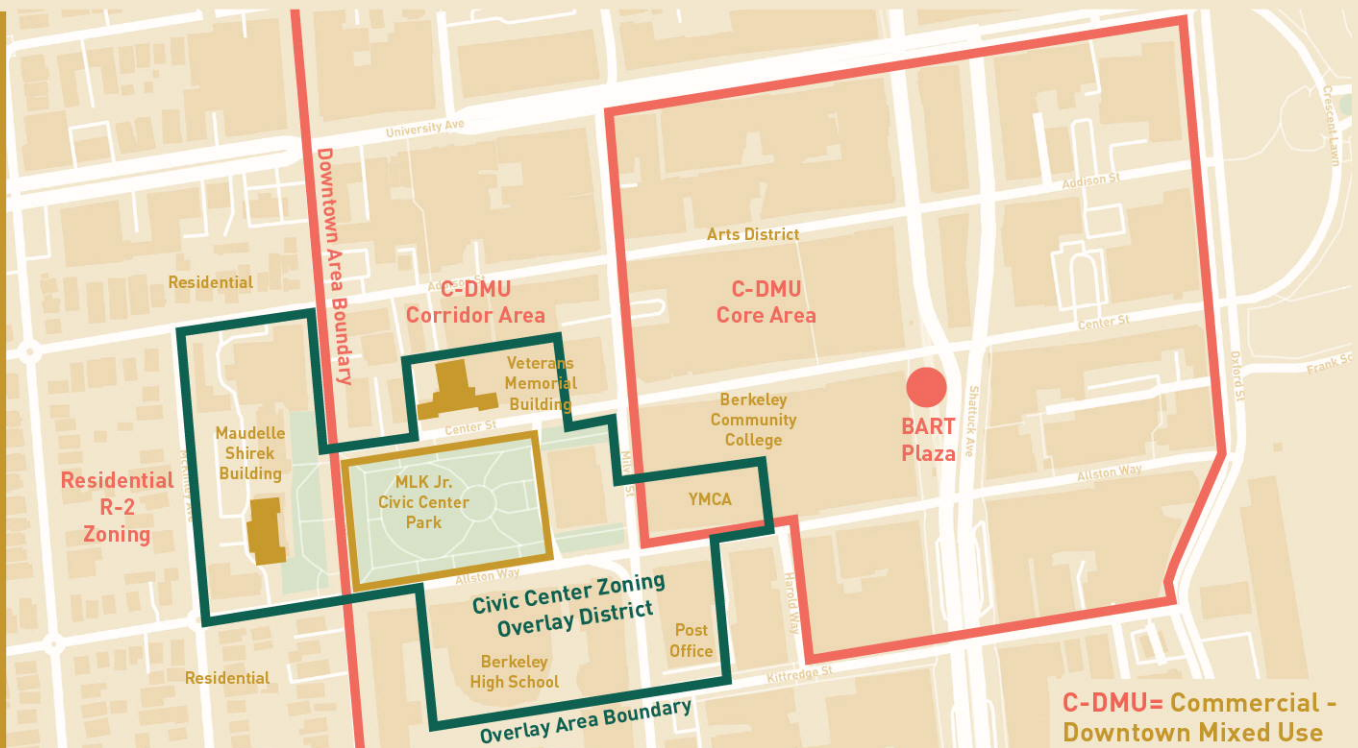 Crescent Lawn
University Ave
Downtown Area Boundary
Addison St
Arts District
Residential
Addison St
C-DMU
Corridor Area
C-DMU
Core Area
Center St
Oxford St
Veterans
Memorial
Building
Shattuck Ave
Berkeley
Community
College
BART
Plaza
Maudelle
Shirek
Building
McKinley Ave
Center St
Milvia St
Residential
R-2
Zoning
MLK Jr.
Civic Center
Park
YMCA
Allston Way
Allston Way
Harold Way
Civic Center Zoning
Overlay District
Post
Office
Berkeley
High School
Residential
Kittredge St
Overlay Area Boundary
C-DMU= Commercial -
Downtown Mixed Use